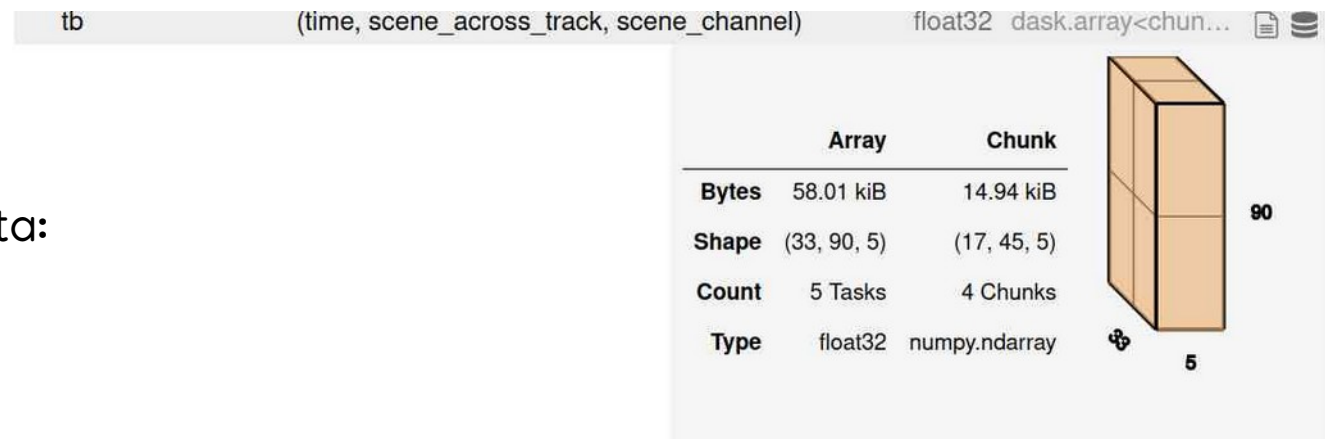 tb (time, scene_across_track, scene_channel) float32 dask.array<chun…
Array Chunk
Bytes 58.01 kiB 14.94 kiB
Shape (33, 90, 5) (17, 45, 5)
Count 5 Tasks 4 Chunks
Type float32 numpy.ndarray
90
33
5
ta: